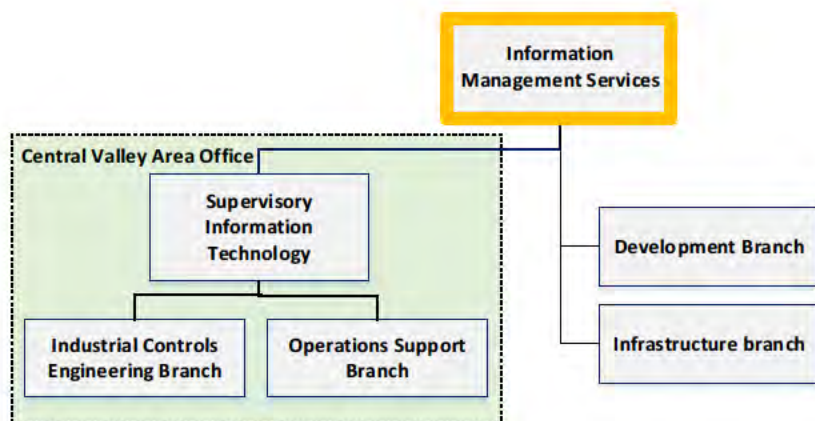 Information
Management Services
Central Valley Area Office
Supervisory
Information
Technology
Development Branch
Industrial Controls
Engineering Branch
Operations Support
Branch
Infrastructure branch